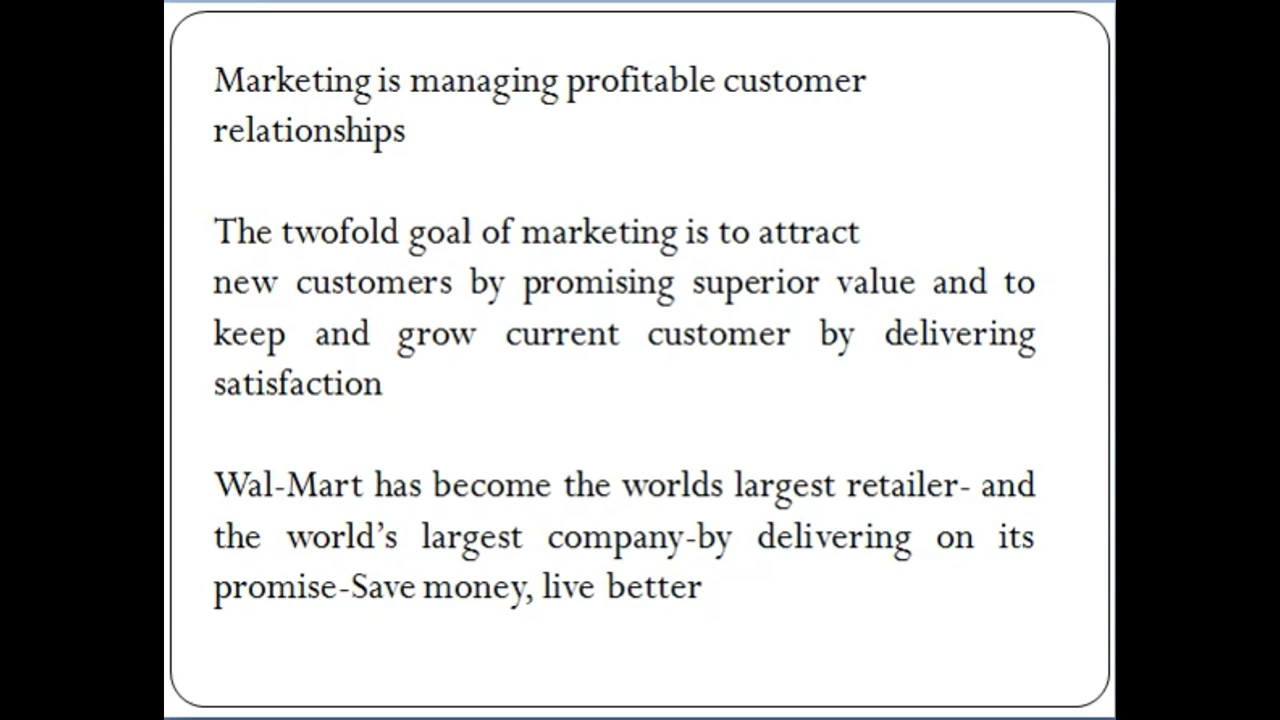 Marketing is managing profitable customer
relationships
The twofold goal of marketing is to attract
new customers by promising superior value and to
keep and grow current customer by delivering
satisfaction
Wal-Mart has become the worlds largest retailer- and
the world’s largest company-by delivering on its
promise-Save money, live better